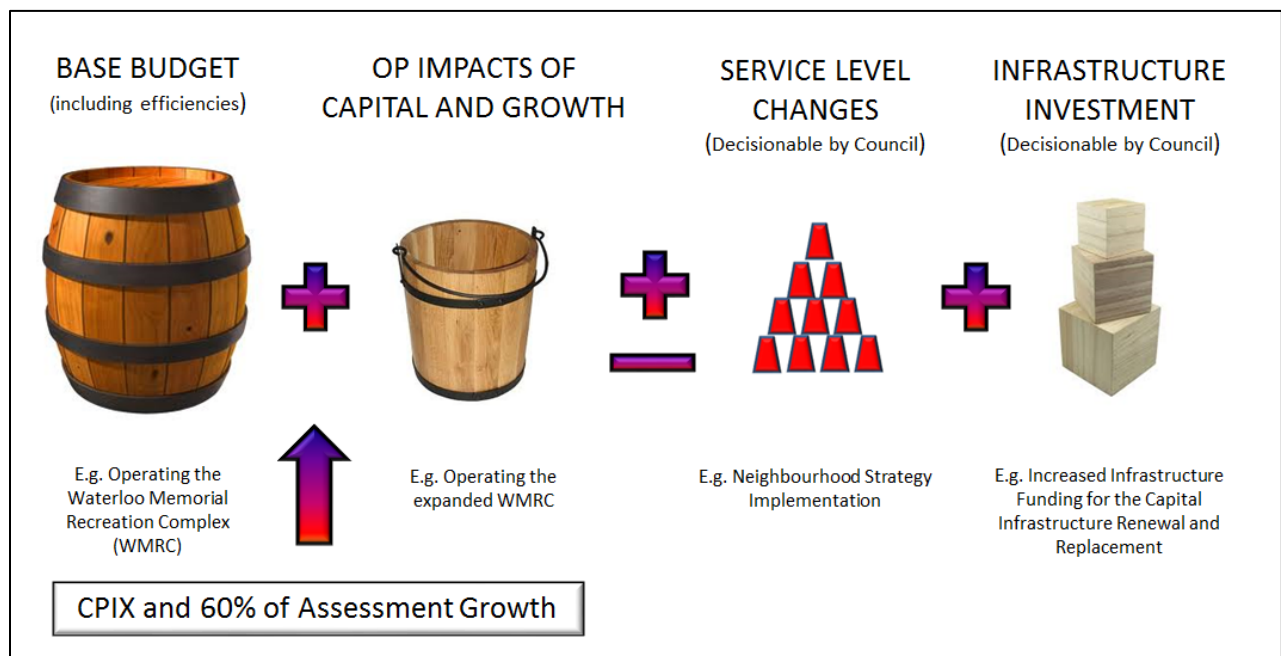 BASE BUDGET
(including efficiencies)
OP IMPACTS OF
CAPITAL AND GROWTH
SERVICE LEVEL
CHANGES
(Decisionable by Council)
INFRASTRUCTURE
INVESTMENT
(Decisionable by Council)
E.g. Operating the
Waterloo Memorial
Recreation Complex
(WMRC)
E.g. Operating the
expanded WMRC
E.g. Neighbourhood Strategy
Implementation
E.g. Increased Infrastructure
Funding for the Capital
Infrastructure Renewal and
Replacement
CPIX and 60% of Assessment Growth